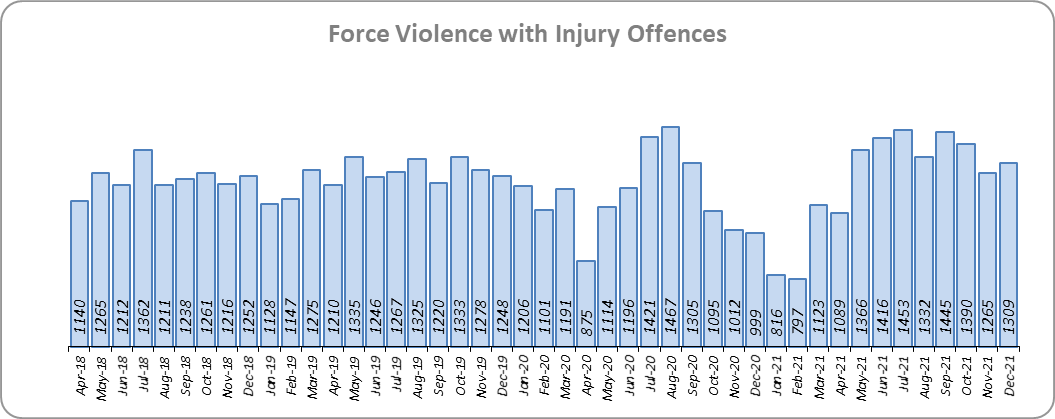 Force Violence with Injury Offences
1140 1265 1212 1362 1211 1238 1261 1216 1252 1128 1147 1275 1210 1335 1246 1267 1325 1220 1333 1278 1248 1206 1101 1191 875 1114 1196 1421 1467 1305 1095 1012 999 816 797 1123 1089 1366 1416 1453 1332 1445 1390 1265 1309
Apr-18 May-18 Jun-18 Jul-18 Aug-18 Sep-18 Oct-18 Nov-18 Dec-18 Jan-19 Feb-19 Mar-19 Apr-19 May-19 Jun-19 Jul-19 Aug-19 Sep-19 Oct-19 Nov-19 Dec-19 Jan-20 Feb-20 Mar-20 Apr-20 May-20 Jun-20 Jul-20 Aug-20 Sep-20 Oct-20 Nov-20 Dec-20 Jan-21 Feb-21 Mar-21 Apr-21 May-21 Jun-21 Jul-21 Aug-21 Sep-21 Oct-21 Nov-21 Dec-21